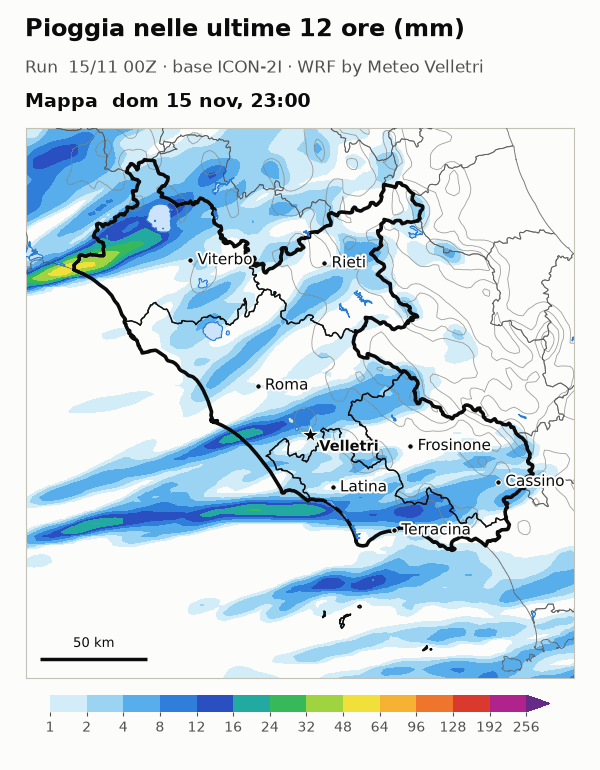 Pioggia nelle ultime 12 ore (mm)
Run  15/11 00Z · base ICON-2I · WRF by Meteo Velletri
Mappa  dom 15 nov, 23:00
Viterbo
Rieti
Roma
Velletri
Frosinone
Latina
Cassino
Terracina
50 km
1 2 4 8 12 16 24 32 48 64 96 128 192 256